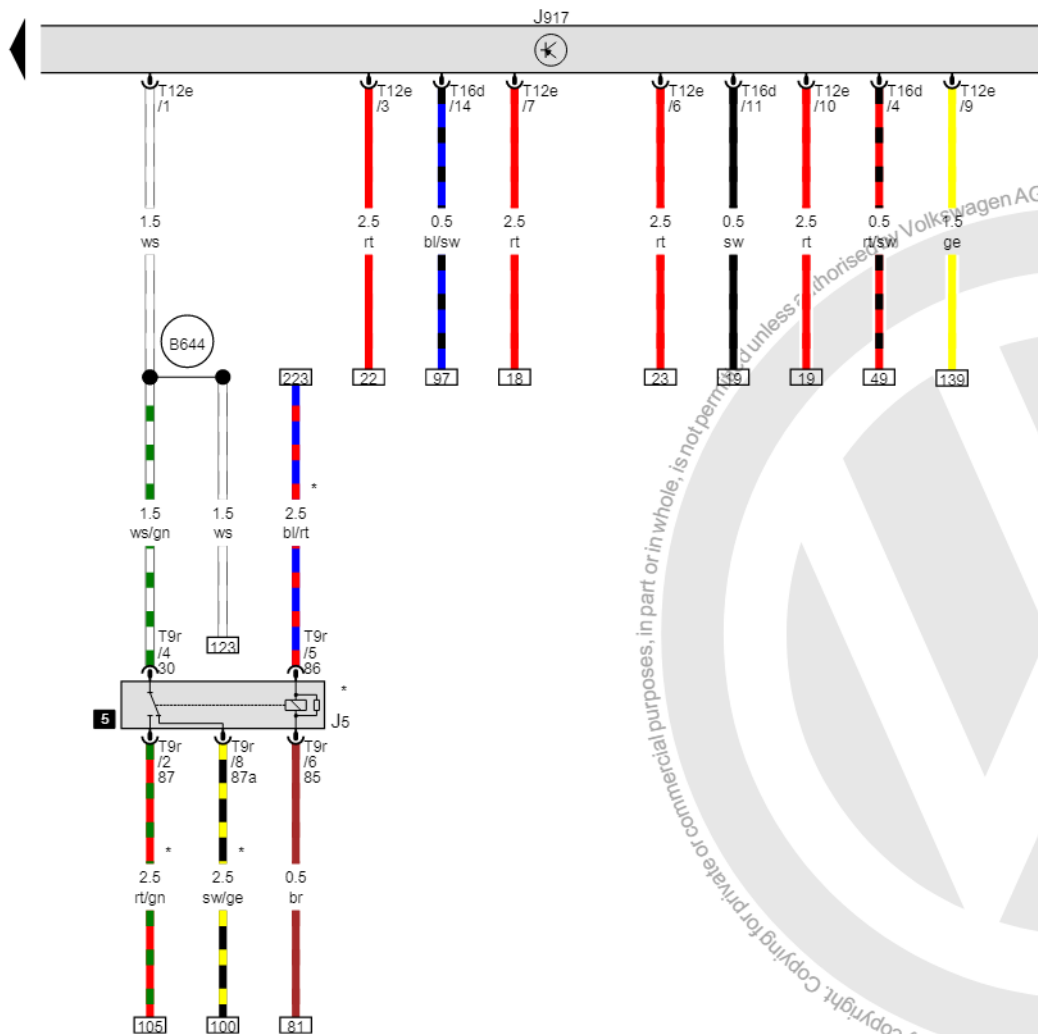 J917
T12e T12e T16d T12e T12e T16d T12e T16d T12e
/1 /3 /14 /7 /6 /11 /10 /4 /9
1.5 2.5 0.5 2.5 2.5 0.5 2.5 0.5 1.5
ws rt bl/sw rt rt sw rt rt/sw ge
B644
223 22 97 18 23 19 19 49 139
*
1.5 1.5 2.5
ws/gn ws bl/rt
T9r 123 T9r
/4 /5
30 86
*
5 J5
T9r T9r T9r
/2 /8 /6
87 87a 85
* *
2.5 2.5 0.5
rt/gn sw/ge br
105 100 81
permitted unless authorised by Volkswagen AG
copyright. Copying for private or commercial purposes, in part or in whole, is not